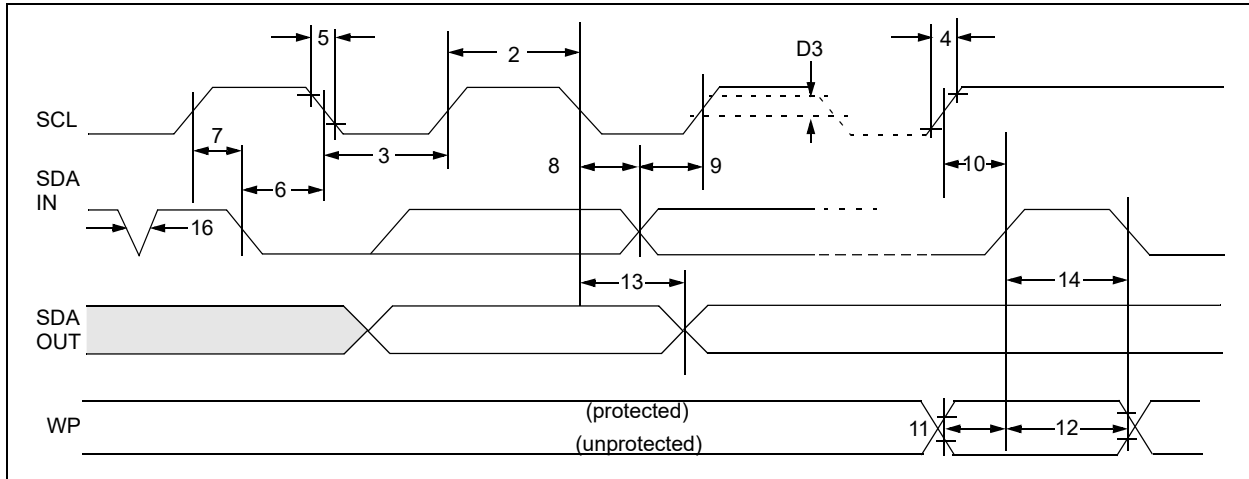 5
2
D3
4
SCL
7
3
8
9
10
6
SDA
IN
16
13
14
SDA
OUT
WP
(protected)
(unprotected)
11
12